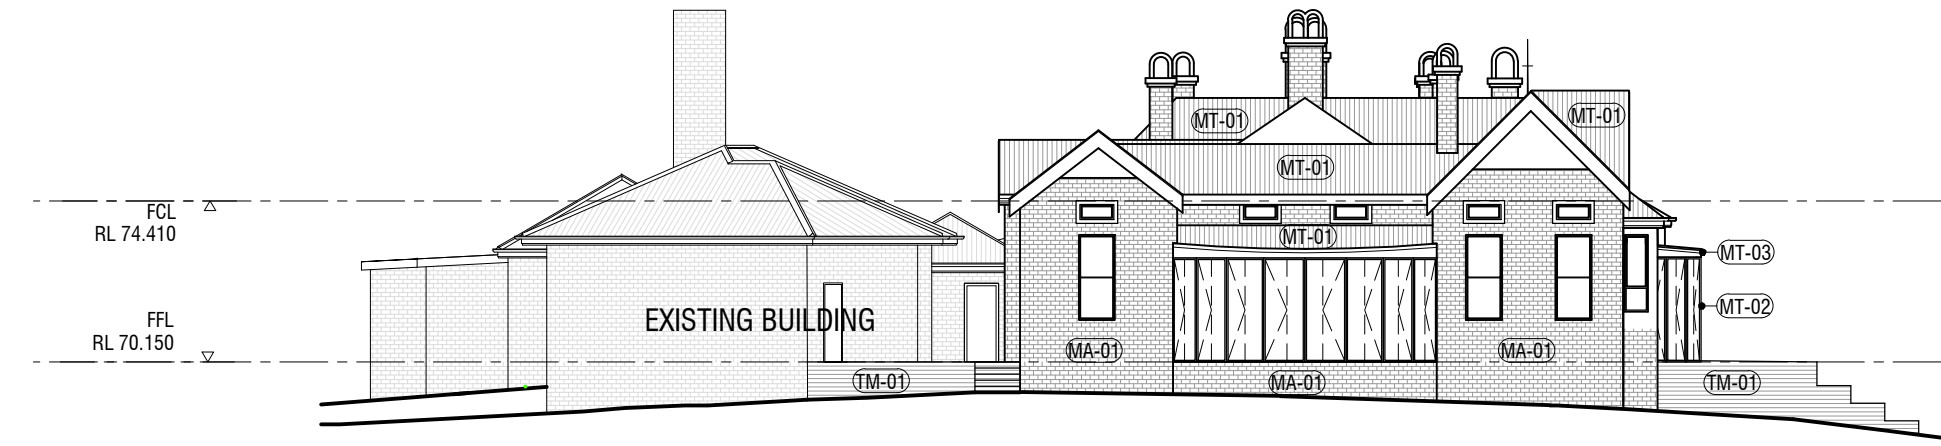 MT-01
MT-01
MT-01
FCL
RL 74.410
MT-01
MT-03
MT-02
FFL
RL 70.150
EXISTING BUILDING
MA-01
MA-01
TM-01
MA-01
TM-01